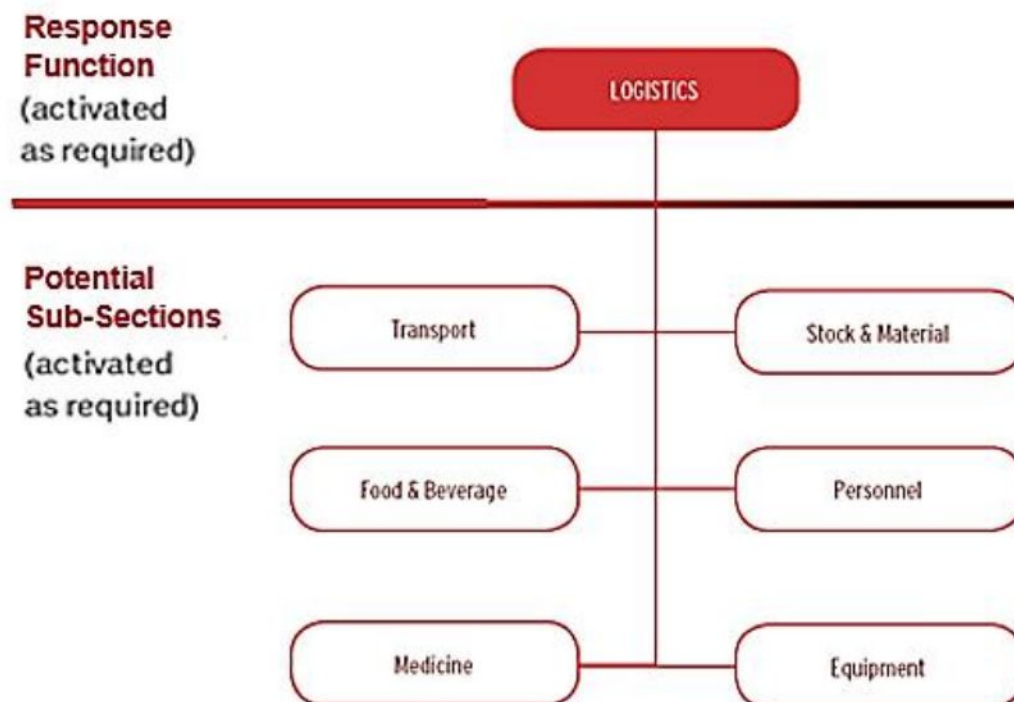 Response
Function
(activated
as required)
LOGISTICS
Potential
Sub-Sections
(activated
as required)
Transport
Stock & Material
Food & Beverage
Personnel
Medicine
Equipment